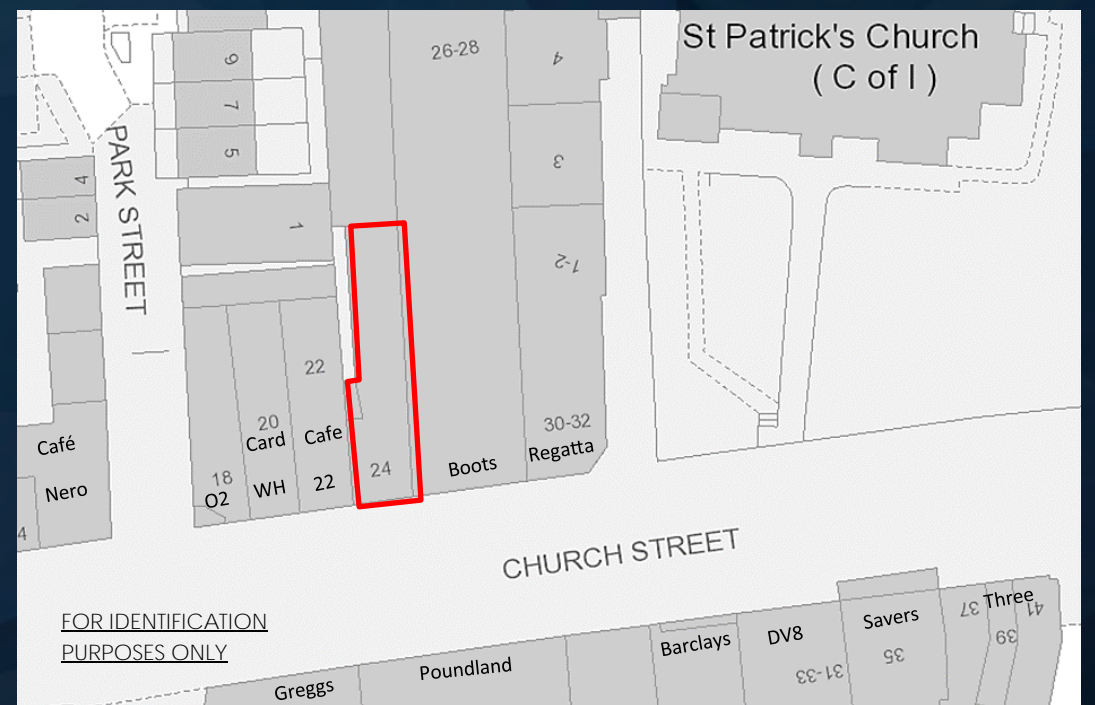 St Patrick's Church
( C of I )
26-28
4
9
7
5
3
4
2
PARK STREET
1
1-2
22
20
18
24
30-32
Café
Nero
Card
WH
Cafe
22
O2
Boots
Regatta
4
CHURCH STREET
FOR IDENTIFICATION
PURPOSES ONLY
Greggs
Poundland
Barclays
DV8
31-33
Savers
35
37
Three
39
41